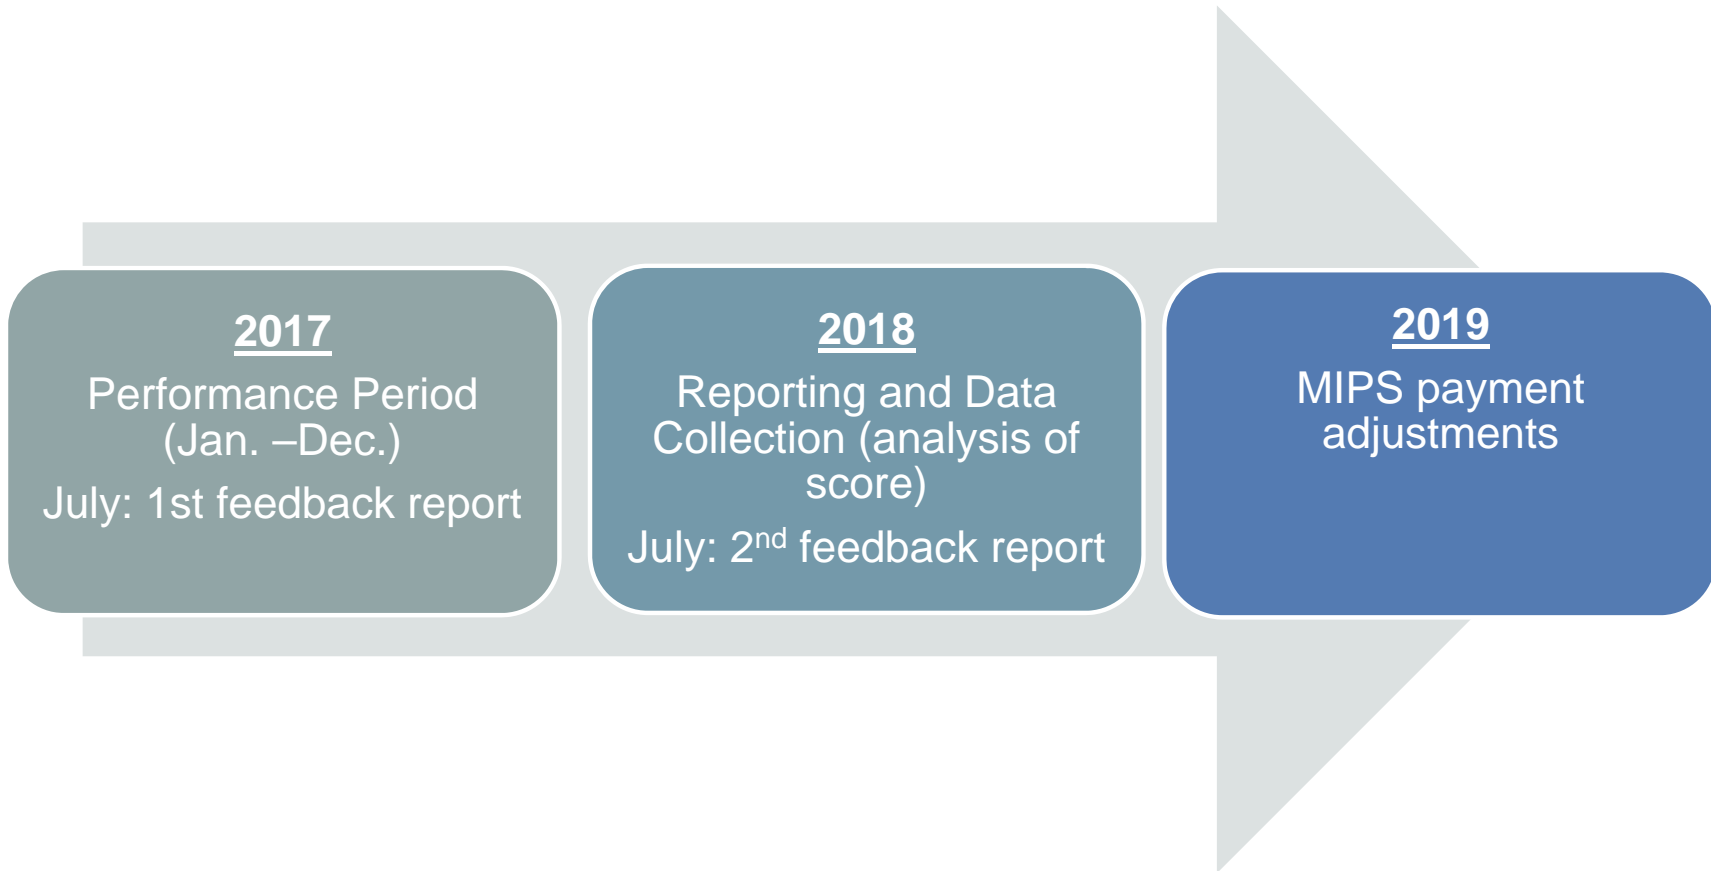 2017
Performance Period
(Jan. –Dec.)
July: 1st feedback report
2018
Reporting and Data
Collection (analysis of
score)
July: 2nd feedback report
2019
MIPS payment
adjustments